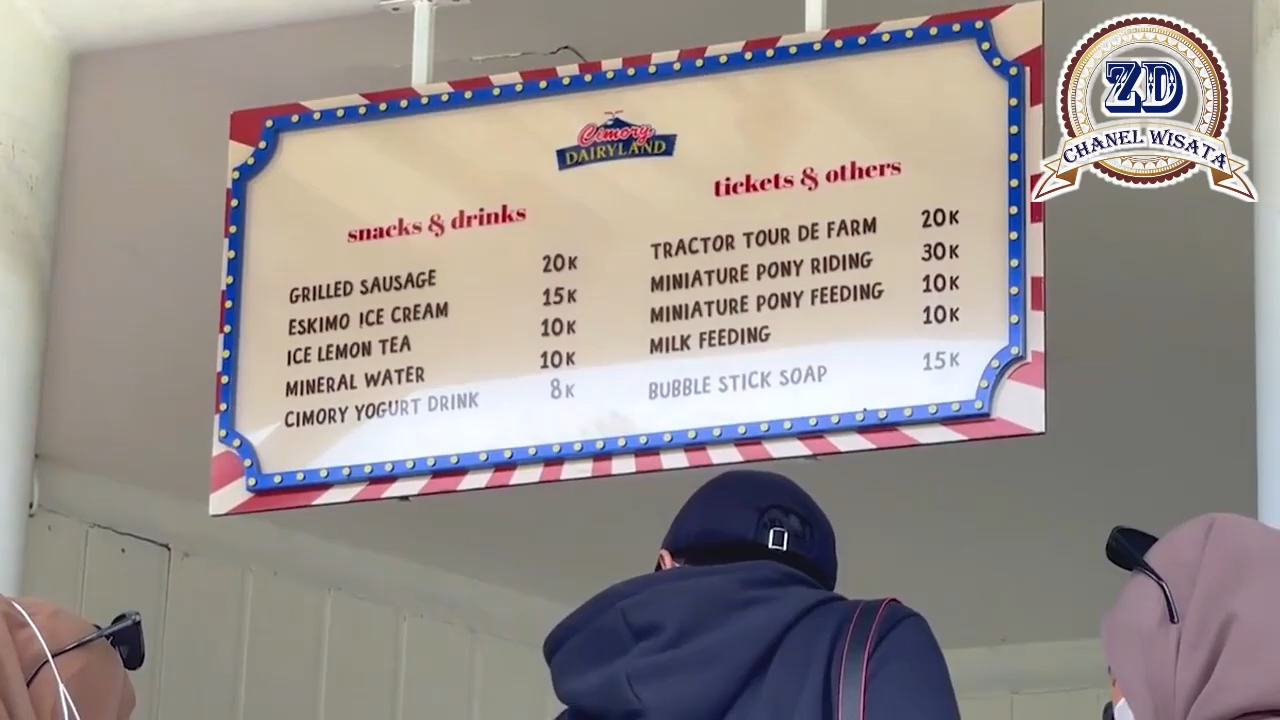 Cimory
DAIRYLAND
snacks & drinks
GRILLED SAUSAGE 20K
ESKIMO ICE CREAM 15K
ICE LEMON TEA 10K
MINERAL WATER 10K
CIMORY YOGURT DRINK 8K
tickets & others
TRACTOR TOUR DE FARM 20K
MINIATURE PONY RIDING 30K
MINIATURE PONY FEEDING 10K
MILK FEEDING 10K
BUBBLE STICK SOAP 15K
ZD
CHANEL WISATA